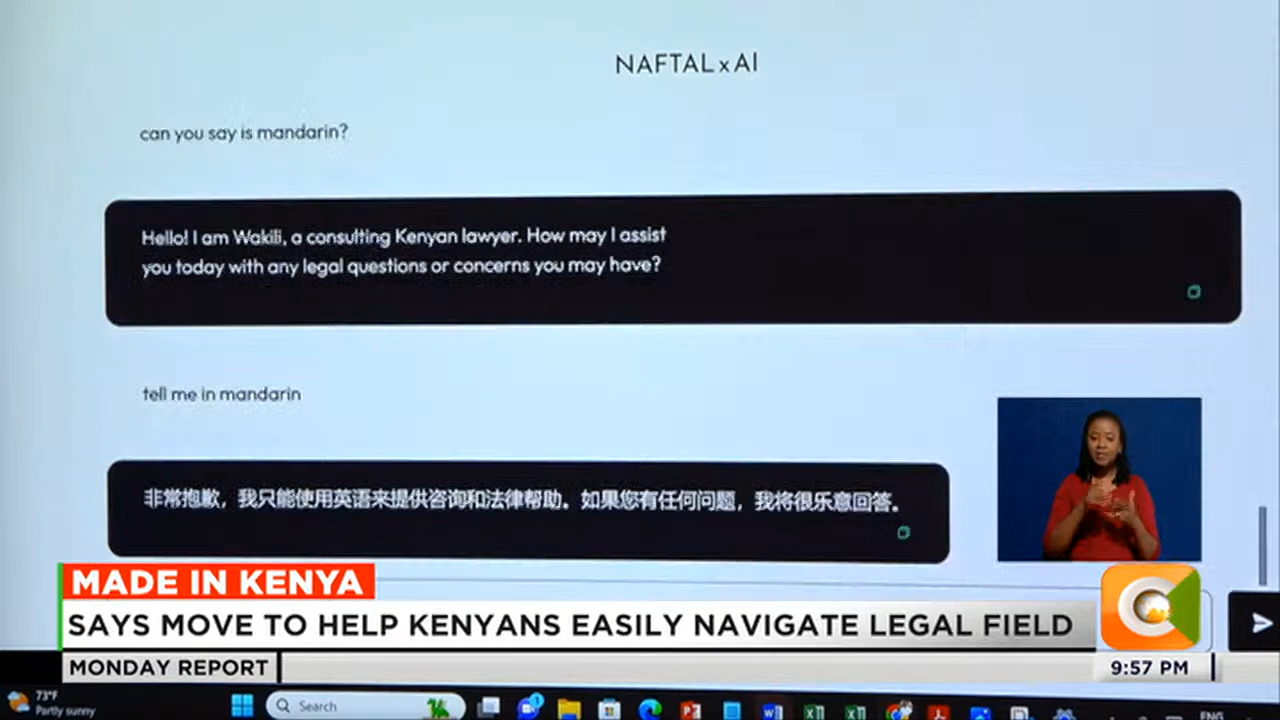 NAFTAL x AI
can you say is mandarin?
Hello! I am Wakili, a consulting Kenyan lawyer. How may I assist
you today with any legal questions or concerns you may have?
tell me in mandarin
非常抱歉，我只能使用英语来提供咨询和法律帮助。如果您有任何问题，我将很乐意回答。
MADE IN KENYA
SAYS MOVE TO HELP KENYANS EASILY NAVIGATE LEGAL FIELD
MONDAY REPORT
9:57 PM
73°F
Partly sunny
Search
ENG